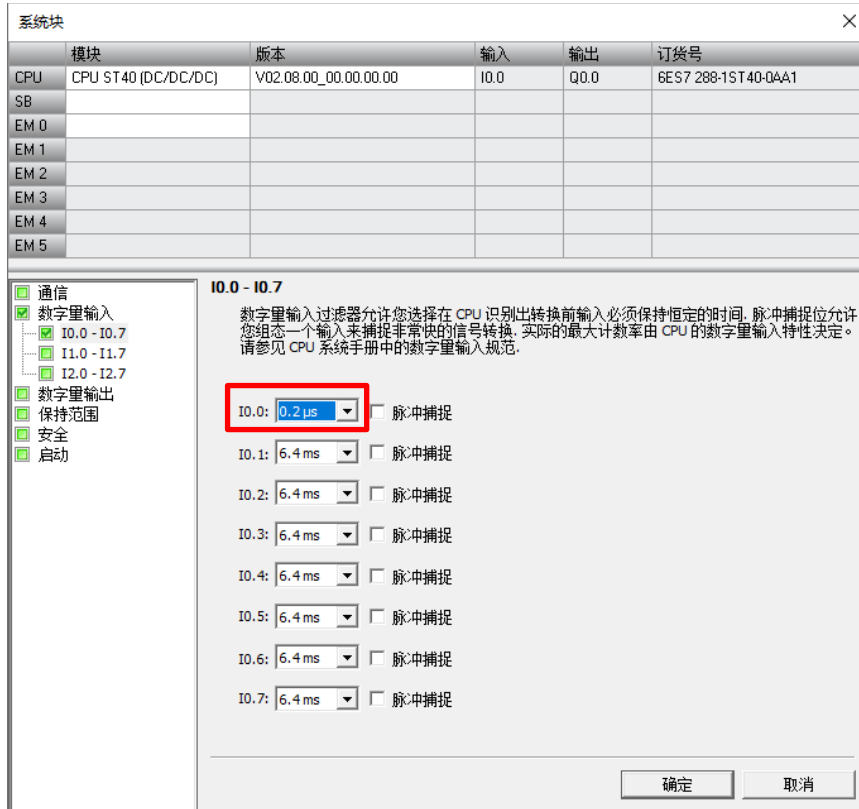 系统块
模块 版本 输入 输出 订货号
CPU CPU ST40 (DC/DC/DC) V02.08.00_00.00.00.00 I0.0 Q0.0 6ES7 288-1ST40-0AA1
SB
EM 0
EM 1
EM 2
EM 3
EM 4
EM 5
通信
数字量输入
I0.0 - I0.7
I1.0 - I1.7
I2.0 - I2.7
数字量输出
保持范围
安全
启动
I0.0 - I0.7
数字量输入过滤器允许您选择在 CPU 识别出转换前输入必须保持恒定的时间. 脉冲捕捉位允许
您组态一个输入来捕捉非常快的信号转换. 实际的最大计数率由 CPU 的数字量输入特性决定。
请参见 CPU 系统手册中的数字量输入规范.
I0.0: 0.2 µs 脉冲捕捉
I0.1: 6.4 ms 脉冲捕捉
I0.2: 6.4 ms 脉冲捕捉
I0.3: 6.4 ms 脉冲捕捉
I0.4: 6.4 ms 脉冲捕捉
I0.5: 6.4 ms 脉冲捕捉
I0.6: 6.4 ms 脉冲捕捉
I0.7: 6.4 ms 脉冲捕捉
确定 取消